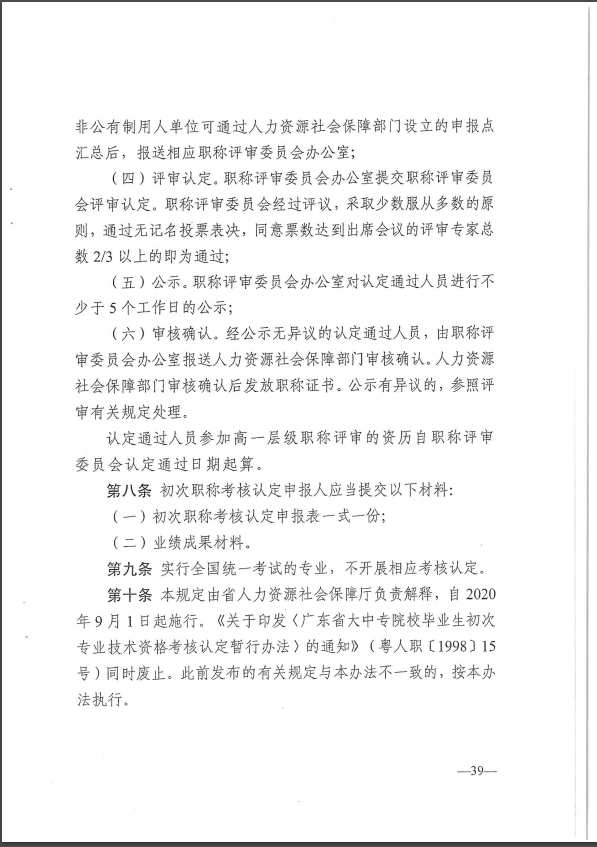 非公有制用人单位可通过人力资源社会保障部门设立的申报点
汇总后，报送相应职称评审委员会办公室；
（四）评审认定。职称评审委员会办公室提交职称评审委员
会评审认定。职称评审委员会经过评议，采取少数服从多数的原
则，通过无记名投票表决，同意票数达到出席会议的评审专家总
数 2/3 以上的即为通过；
（五）公示。职称评审委员会办公室对认定通过人员进行不
少于 5 个工作日的公示；
（六）审核确认。经公示无异议的认定通过人员，由职称评
审委员会办公室报送人力资源社会保障部门审核确认。人力资源
社会保障部门审核确认后发放职称证书。公示有异议的，参照评
审有关规定处理。
认定通过人员参加高一层级职称评审的资历自职称评审
委员会认定通过日期起算。
第八条 初次职称考核认定申报人应当提交以下材料：
（一）初次职称考核认定申报表一式一份；
（二）业绩成果材料。
第九条 实行全国统一考试的专业，不开展相应考核认定。
第十条 本规定由省人力资源社会保障厅负责解释，自 2020
年 9 月 1 日起施行。《关于印发〈广东省大中专院校毕业生初次
专业技术资格考核认定暂行办法〉的通知》（粤人职〔1998〕15
号）同时废止。此前发布的有关规定与本办法不一致的，按本办
法执行。
—39—